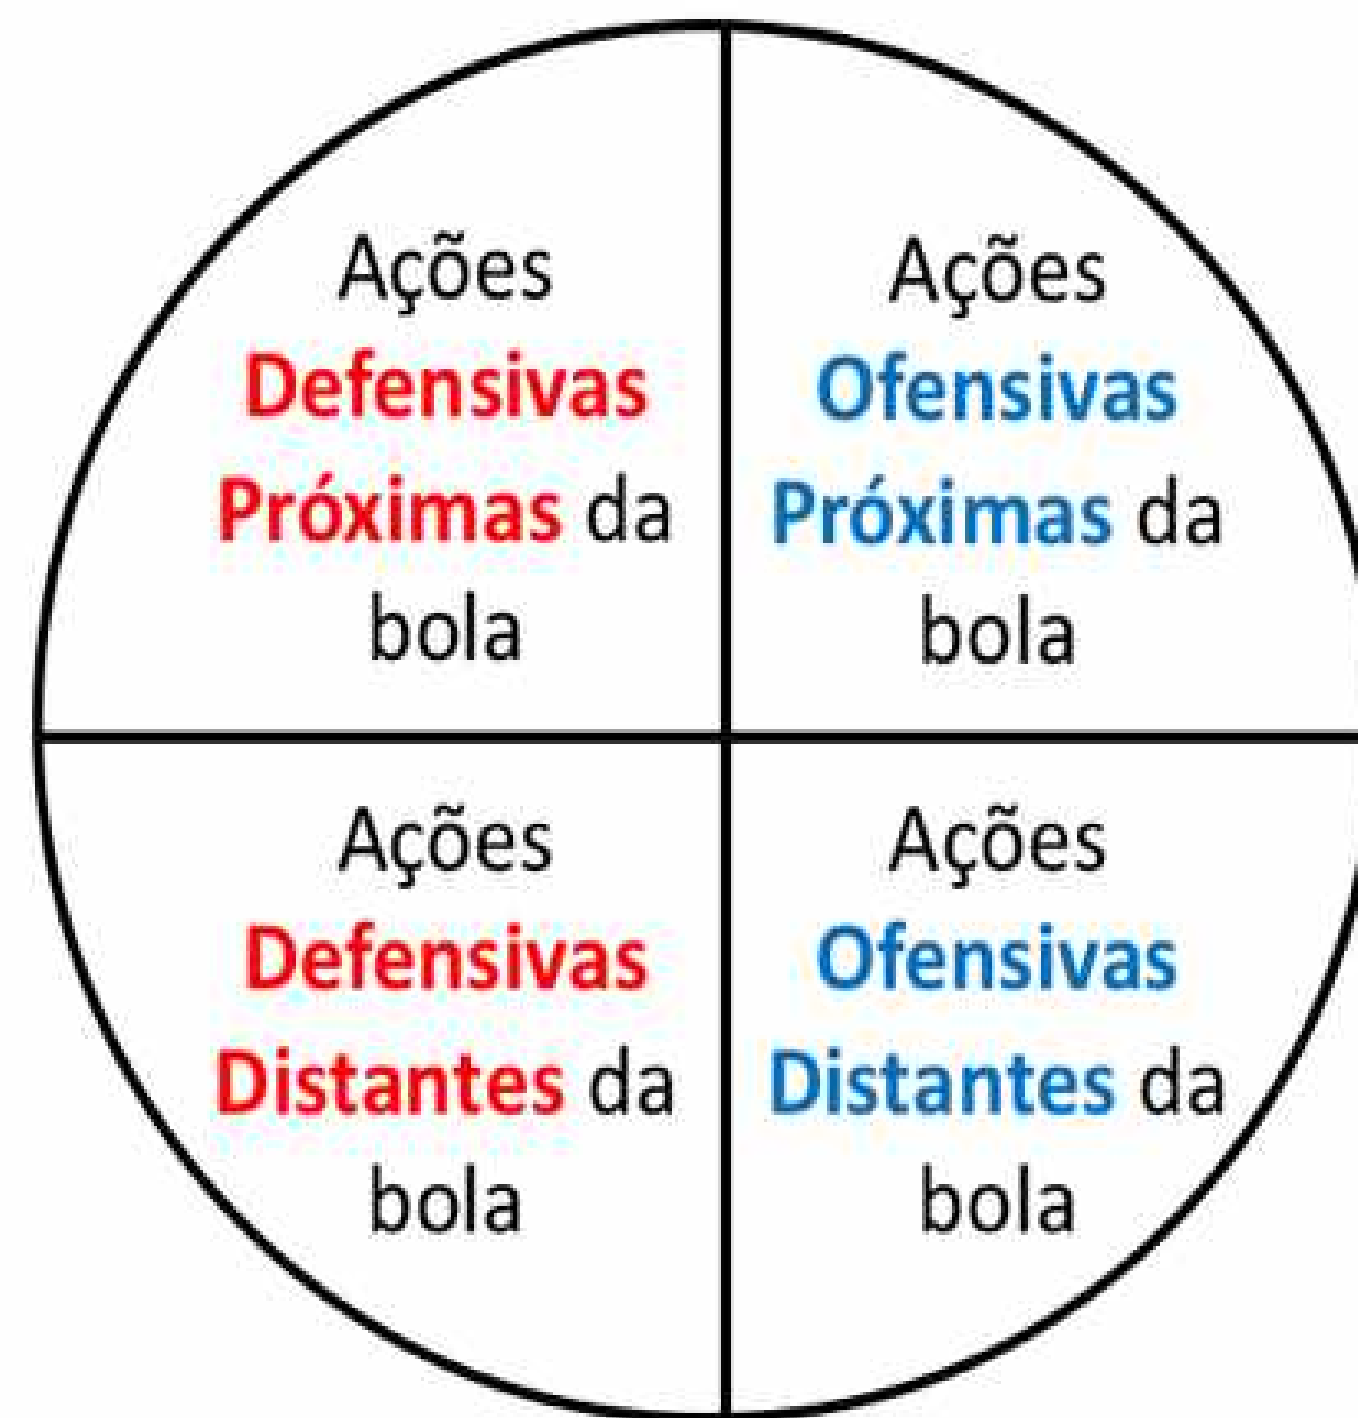 Ações
Defensivas
Próximas da
bola
Ações
Ofensivas
Próximas da
bola
Ações
Defensivas
Distantes da
bola
Ações
Ofensivas
Distantes da
bola